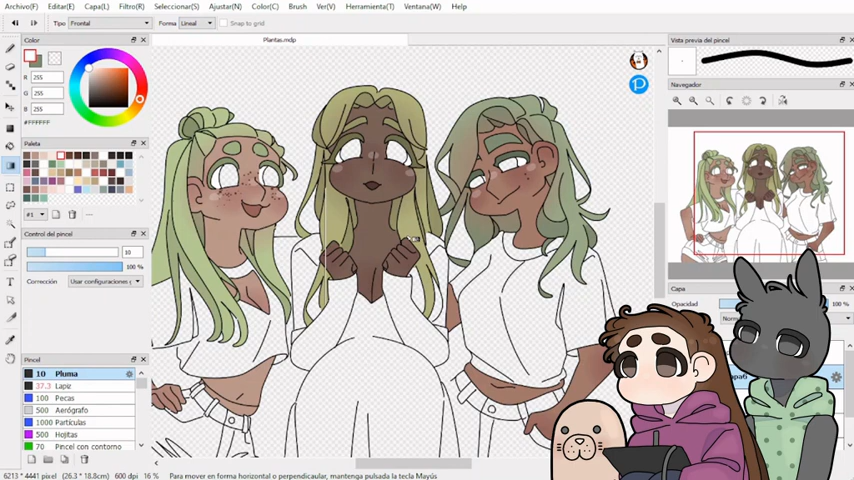 Archivo(F) Editar(E) Capa(L) Filtro(R) Seleccionar(S) Ajustar(N) Color(C) Brush Ver(V) Herramienta(T) Ventana(W) Help
Tipo Frontal Forma Lineal Snap to grid
Color
Plantas.mdp
Vista previa del pincel
R 255
G 255
B 255
#FFFFFF
Navegador
Paleta
#1
Control del pincel
10
100 %
Corrección Usar configuraciones p
Capa
Opacidad 100 %
Norm
apa6
Pincel
10 Pluma
37.3 Lapiz
100 Pecas
500 Aerógrafo
1000 Partículas
500 Hojitas
70 Pincel con contorno
6213 * 4441 pixel (26.3 * 18.8cm) 600 dpi 16 % Para mover en forma horizontal o perpendicaular, mantenga pulsada la tecla Mayús